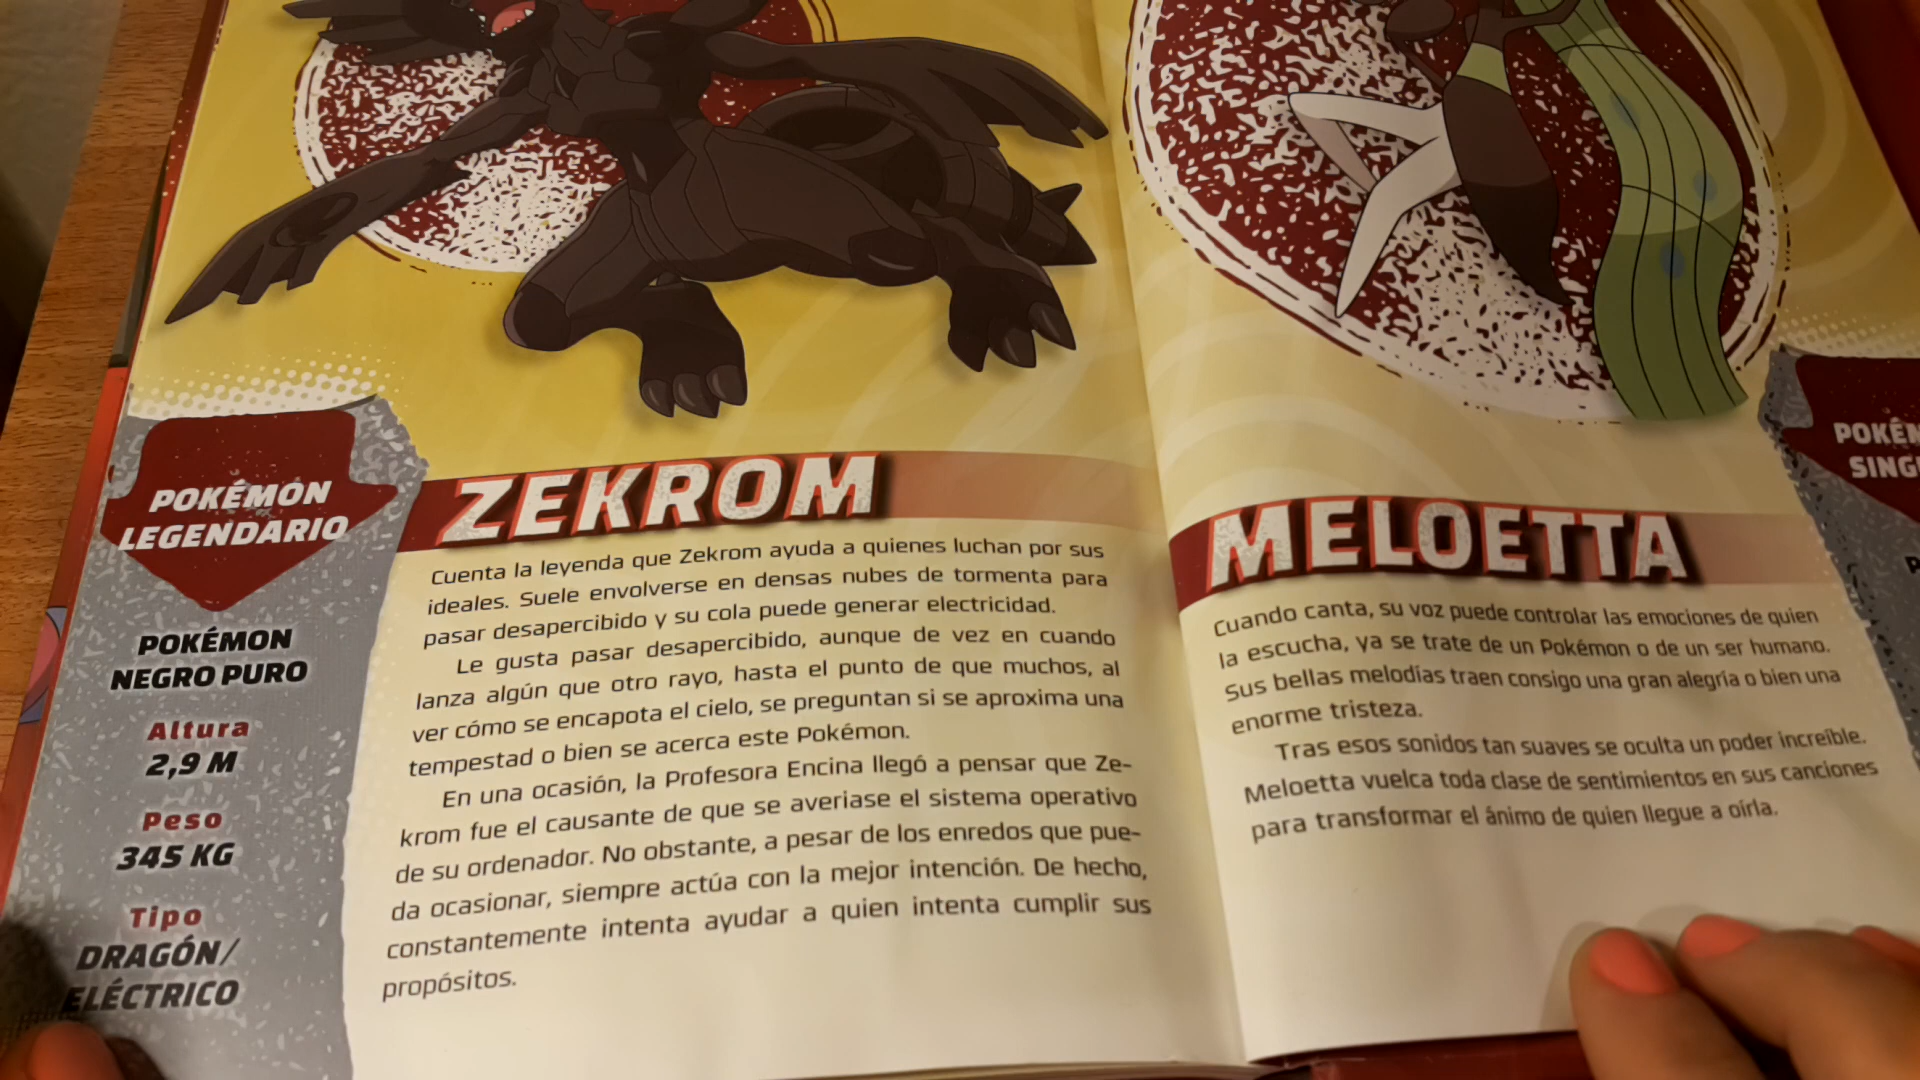 POKÉMON
LEGENDARIO
POKÉMON
NEGRO PURO
Altura
2,9 M
Peso
345 KG
Tipo
DRAGÓN/
ELÉCTRICO
ZEKROM
Cuenta la leyenda que Zekrom ayuda a quienes luchan por sus
ideales. Suele envolverse en densas nubes de tormenta para
pasar desapercibido y su cola puede generar electricidad.
Le gusta pasar desapercibido, aunque de vez en cuando
lanza algún que otro rayo, hasta el punto de que muchos, al
ver cómo se encapota el cielo, se preguntan si se aproxima una
tempestad o bien se acerca este Pokémon.
En una ocasión, la Profesora Encina llegó a pensar que Ze-
krom fue el causante de que se averiase el sistema operativo
de su ordenador. No obstante, a pesar de los enredos que pue-
da ocasionar, siempre actúa con la mejor intención. De hecho,
constantemente intenta ayudar a quien intenta cumplir sus
propósitos.
MELOETTA
Cuando canta, su voz puede controlar las emociones de quien
la escucha, ya se trate de un Pokémon o de un ser humano.
Sus bellas melodías traen consigo una gran alegría o bien una
enorme tristeza.
Tras esos sonidos tan suaves se oculta un poder increíble.
Meloetta vuelca toda clase de sentimientos en sus canciones
para transformar el ánimo de quien llegue a oírla.
POKÉM
SING